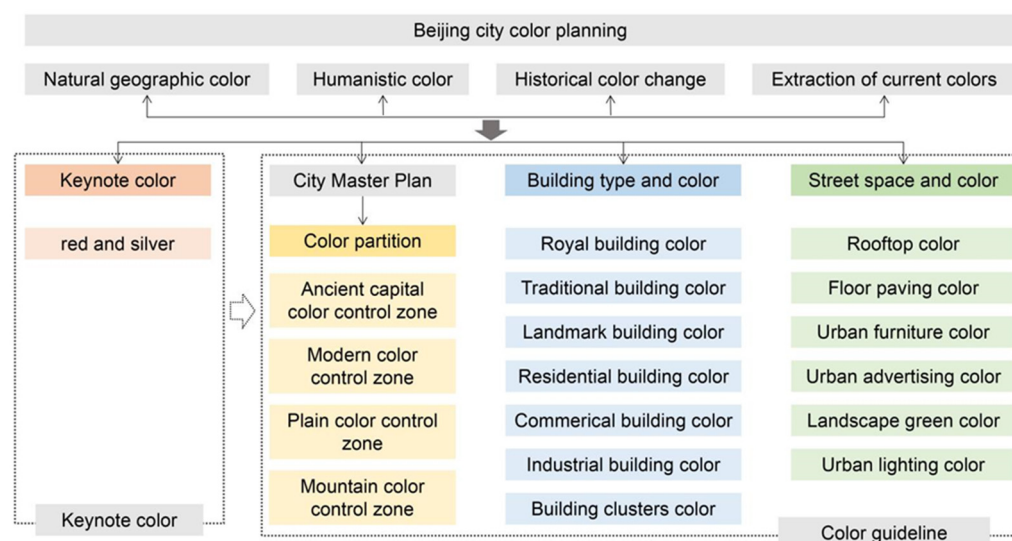 Beijing city color planning
Natural geographic color
Humanistic color
Historical color change
Extraction of current colors
Keynote color
red and silver
Keynote color
City Master Plan
Color partition
Ancient capital
color control zone
Modern color
control zone
Plain color control
zone
Mountain color
control zone
Building type and color
Royal building color
Traditional building color
Landmark building color
Residential building color
Commerical building color
Industrial building color
Building clusters color
Street space and color
Rooftop color
Floor paving color
Urban furniture color
Urban advertising color
Landscape green color
Urban lighting color
Color guideline